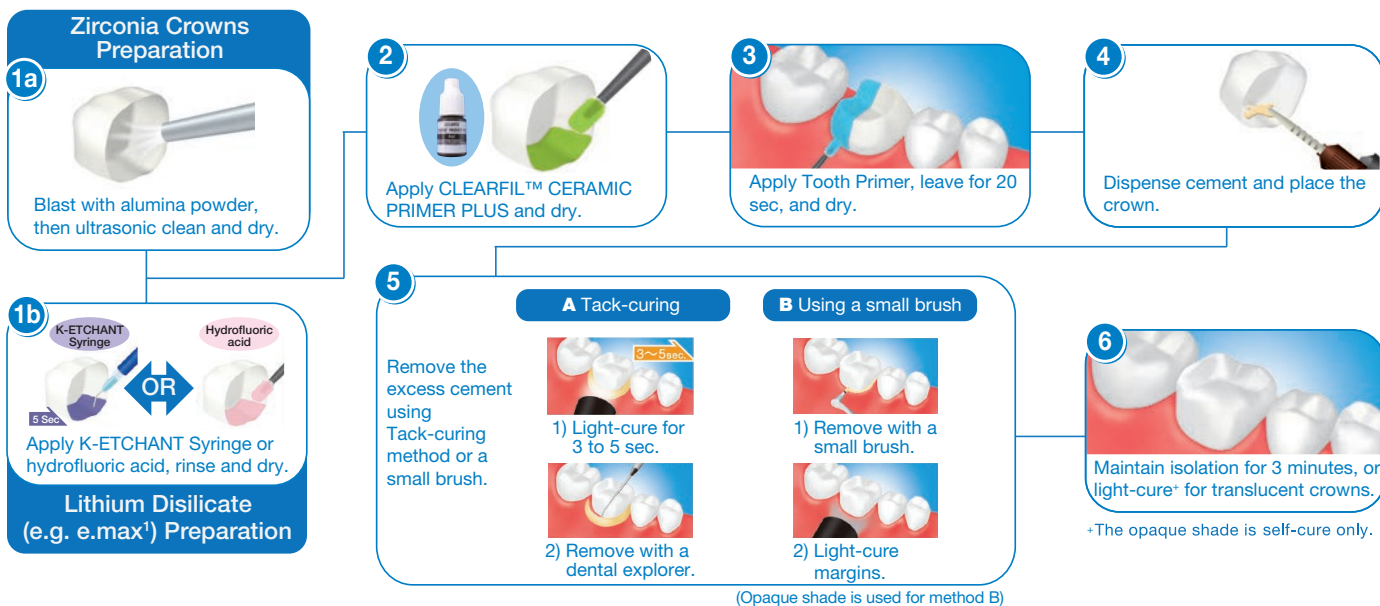 Zirconia Crowns
Preparation
1a
Blast with alumina powder,
then ultrasonic clean and dry.
1b
K-ETCHANT
Syringe
OR
Hydrofluoric
acid
5 Sec
Apply K-ETCHANT Syringe or
hydrofluoric acid, rinse and dry.
Lithium Disilicate
(e.g. e.max¹) Preparation
2
Apply CLEARFIL™ CERAMIC
PRIMER PLUS and dry.
3
Apply Tooth Primer, leave for 20
sec, and dry.
4
Dispense cement and place the
crown.
5
Remove the
excess cement
using
Tack-curing
method or a
small brush.
A Tack-curing
3~5sec.
1) Light-cure for
3 to 5 sec.
2) Remove with a
dental explorer.
B Using a small brush
1) Remove with a
small brush.
2) Light-cure
margins.
(Opaque shade is used for method B)
6
Maintain isolation for 3 minutes, or
light-cure⁺ for translucent crowns.
+The opaque shade is self-cure only.